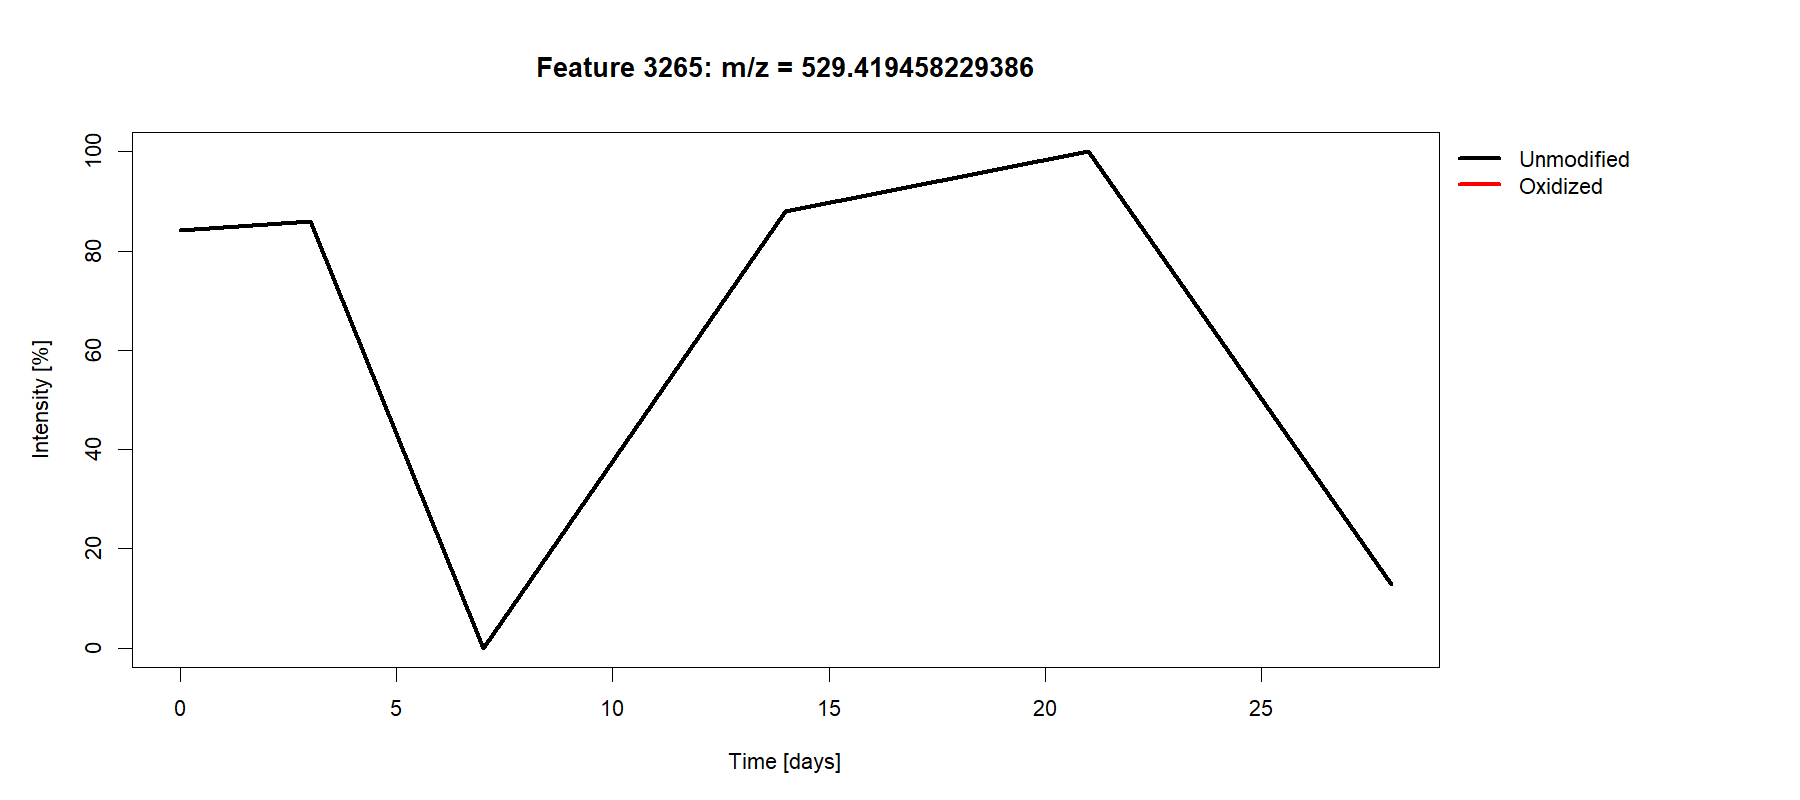 Feature 3265: m/z = 529.419458229386
Unmodified
Oxidized
Intensity [%]
100
80
60
40
20
0
0 5 10 15 20 25
Time [days]